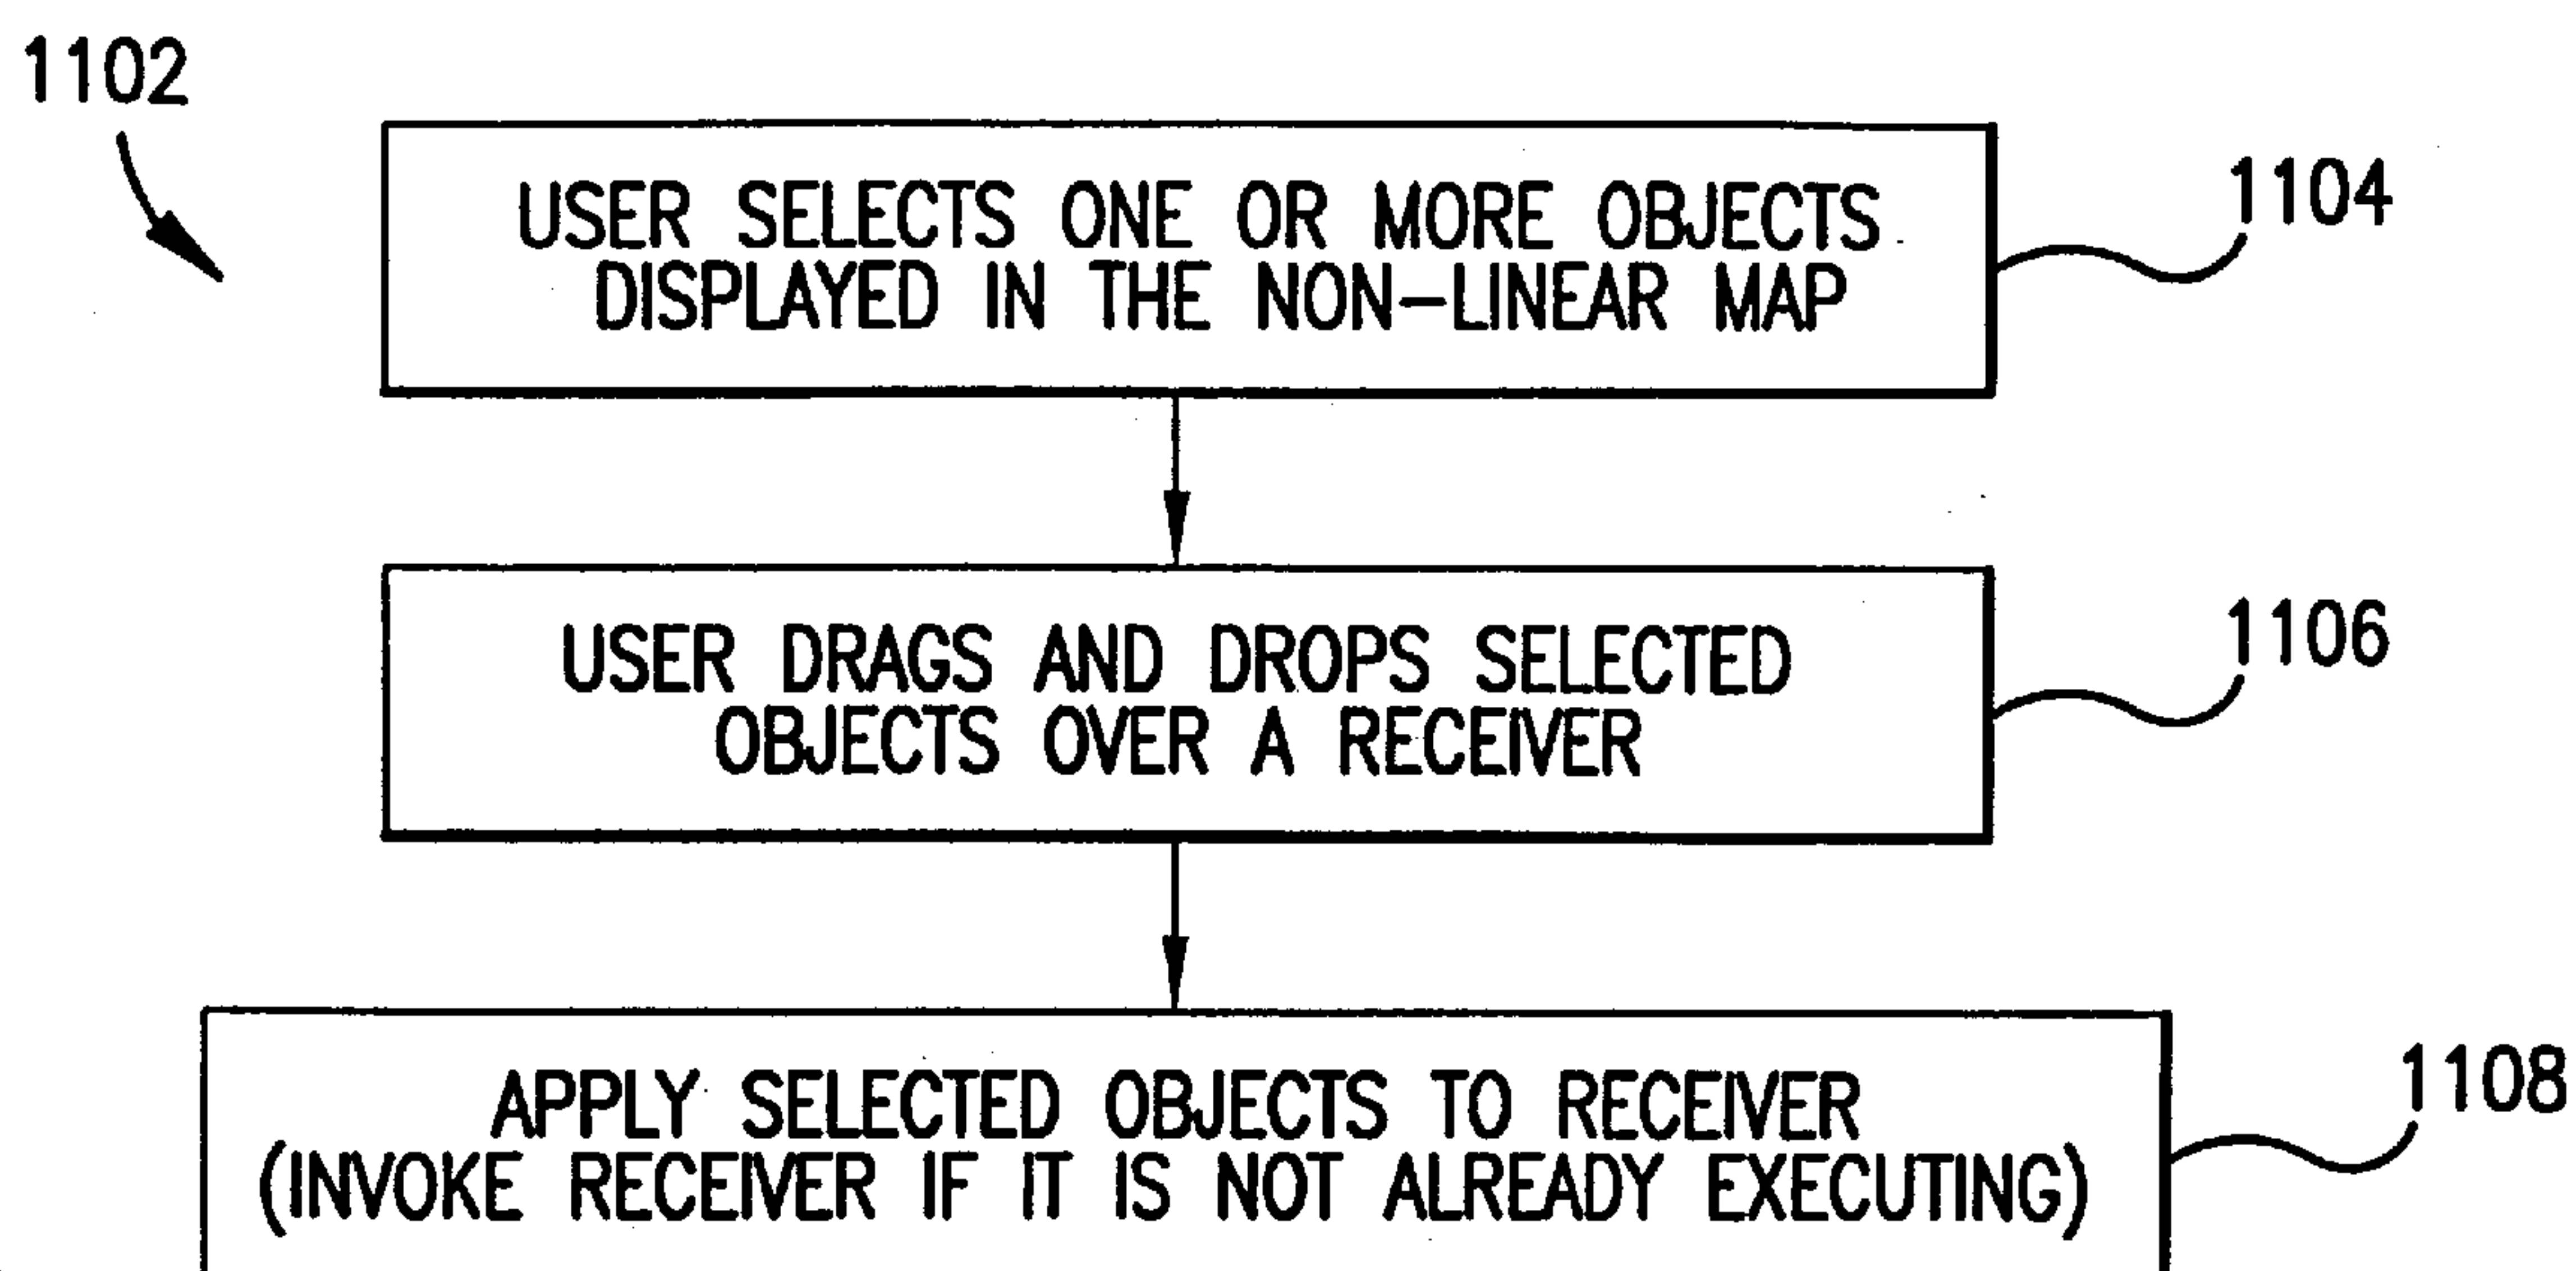 1102
USER SELECTS ONE OR MORE OBJECTS
DISPLAYED IN THE NON-LINEAR MAP
1104
USER DRAGS AND DROPS SELECTED
OBJECTS OVER A RECEIVER
1106
APPLY SELECTED OBJECTS TO RECEIVER
(INVOKE RECEIVER IF IT IS NOT ALREADY EXECUTING)
1108